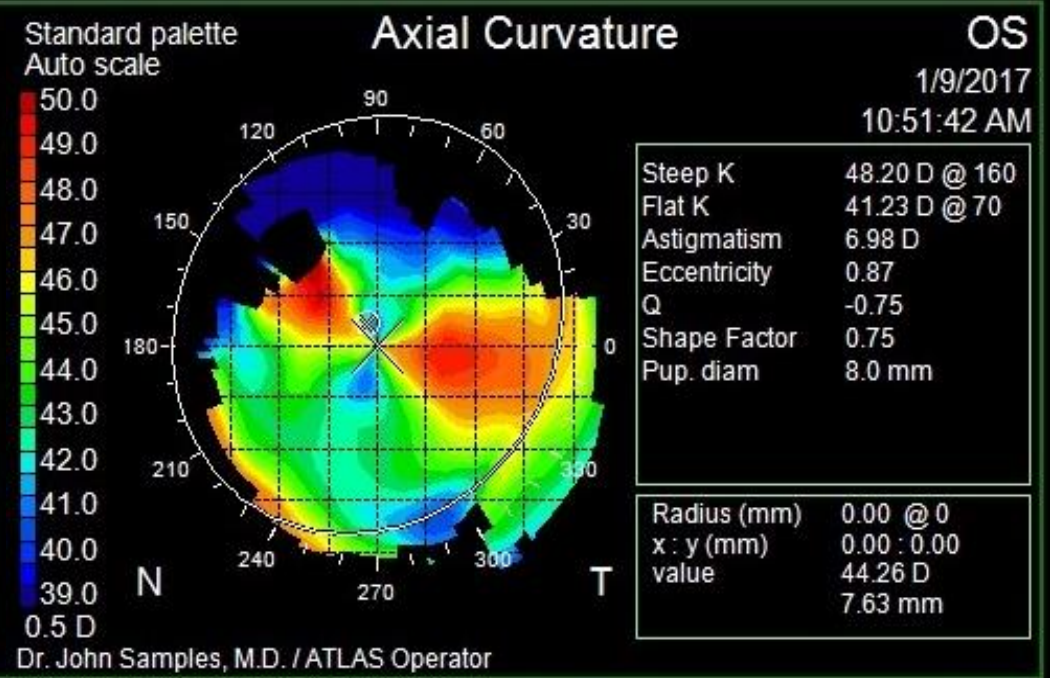 Standard palette
Auto scale
Axial Curvature
OS
1/9/2017
10:51:42 AM
50.0
49.0
48.0
47.0
46.0
45.0
44.0
43.0
42.0
41.0
40.0
39.0
0.5 D
90
120
60
150
30
180
0
210
330
240
300
270
N
T
Steep K 48.20 D @ 160
Flat K 41.23 D @ 70
Astigmatism 6.98 D
Eccentricity 0.87
Q -0.75
Shape Factor 0.75
Pup. diam 8.0 mm
Radius (mm) 0.00 @ 0
x : y (mm) 0.00 : 0.00
value 44.26 D
7.63 mm
Dr. John Samples, M.D. / ATLAS Operator